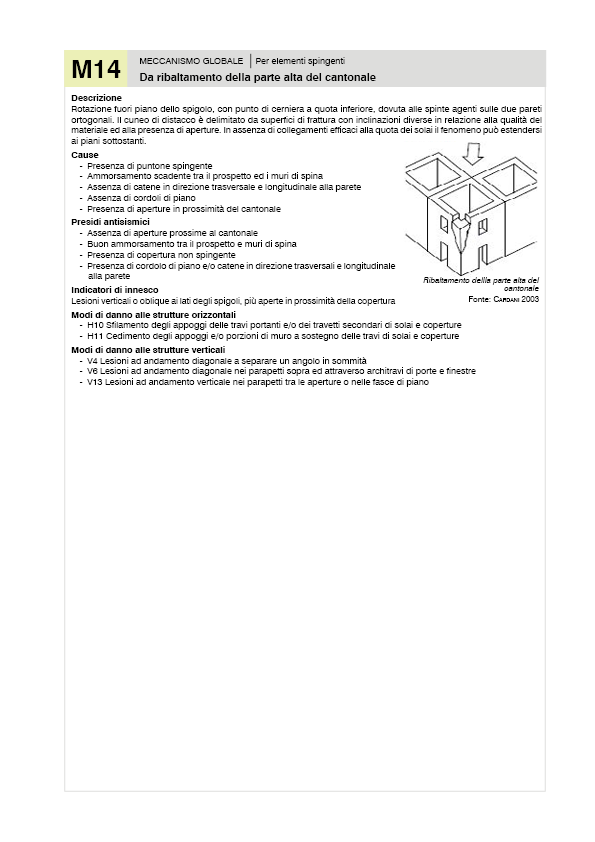 M14
MECCANISMO GLOBALE | Per elementi spingenti
Da ribaltamento della parte alta del cantonale
Descrizione
Rotazione fuori piano dello spigolo, con punto di cerniera a quota inferiore, dovuta alle spinte agenti sulle due pareti
ortogonali. Il cuneo di distacco è delimitato da superfici di frattura con inclinazioni diverse in relazione alla qualità del
materiale ed alla presenza di aperture. In assenza di collegamenti efficaci alla quota dei solai il fenomeno può estendersi
ai piani sottostanti.
Cause
- Presenza di puntone spingente
- Ammorsamento scadente tra il prospetto ed i muri di spina
- Assenza di catene in direzione trasversale e longitudinale alla parete
- Assenza di cordoli di piano
- Presenza di aperture in prossimità del cantonale
Presidi antisismici
- Assenza di aperture prossime al cantonale
- Buon ammorsamento tra il prospetto e muri di spina
- Presenza di copertura non spingente
- Presenza di cordolo di piano e/o catene in direzione trasversali e longitudinale
alla parete
Indicatori di innesco
Lesioni verticali o oblique ai lati degli spigoli, più aperte in prossimità della copertura
Ribaltamento dellla parte alta del
cantonale
Fonte: Cardani 2003
Modi di danno alle strutture orizzontali
- H10 Sfilamento degli appoggi delle travi portanti e/o dei travetti secondari di solai e coperture
- H11 Cedimento degli appoggi e/o porzioni di muro a sostegno delle travi di solai e coperture
Modi di danno alle strutture verticali
- V4 Lesioni ad andamento diagonale a separare un angolo in sommità
- V6 Lesioni ad andamento diagonale nei parapetti sopra ed attraverso architravi di porte e finestre
- V13 Lesioni ad andamento verticale nei parapetti tra le aperture o nelle fasce di piano